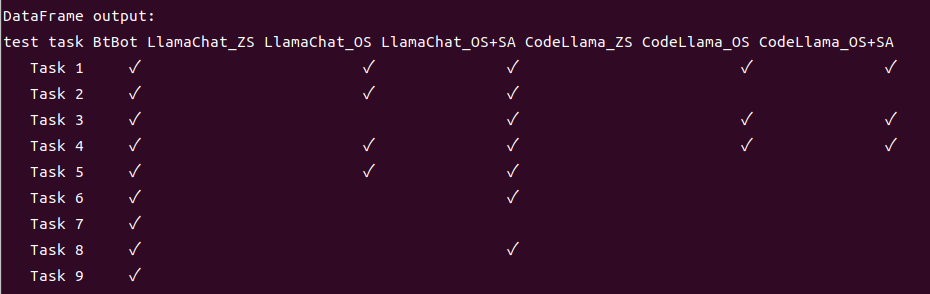 DataFrame output:
test task BtBot LlamaChat_ZS LlamaChat_OS LlamaChat_OS+SA CodeLlama_ZS CodeLlama_OS CodeLlama_OS+SA
Task 1 ✓ ✓ ✓ ✓ ✓
Task 2 ✓ ✓ ✓
Task 3 ✓ ✓ ✓ ✓
Task 4 ✓ ✓ ✓ ✓ ✓
Task 5 ✓ ✓ ✓
Task 6 ✓ ✓
Task 7 ✓
Task 8 ✓ ✓
Task 9 ✓